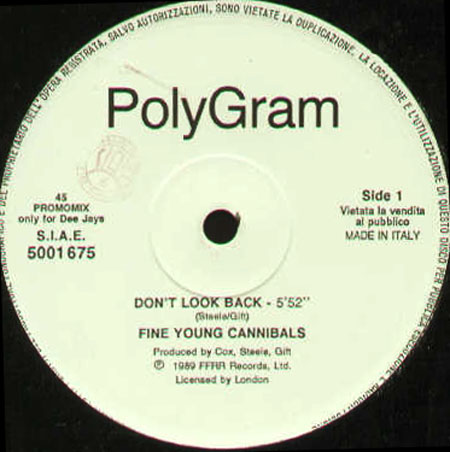 SALVO AUTORIZZAZIONI, SONO VIETATE LA DUPLICAZIONE, LA LOCAZIONE E L'UTILIZZAZIONE DI QUESTO DISCO PER PUBBLICA
PROPRIETARIO DELL'OPERA REGISTRATA,
PolyGram
45
PROMOMIX
only for Dee Jays
S.I.A.E.
5001675
Side 1
Vietata la vendita
al pubblico
MADE IN ITALY
DON'T LOOK BACK - 5'52"
(Steele/Gift)
FINE YOUNG CANNIBALS
Produced by Cox, Steele, Gift
℗ 1989 FFRR Records, Ltd.
Licensed by London